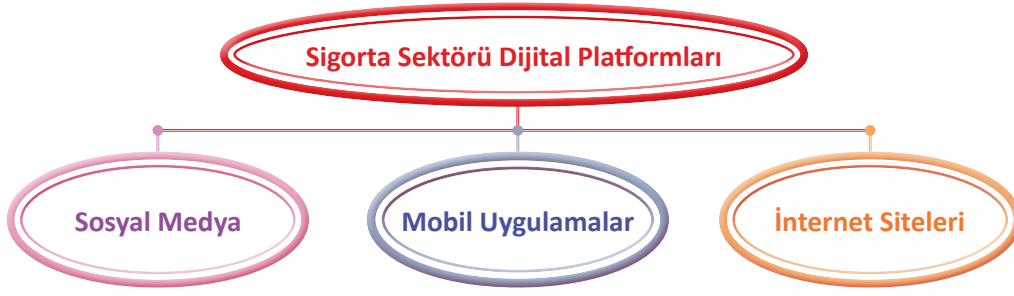 Sigorta Sektörü Dijital Platformları
Sosyal Medya
Mobil Uygulamalar
İnternet Siteleri